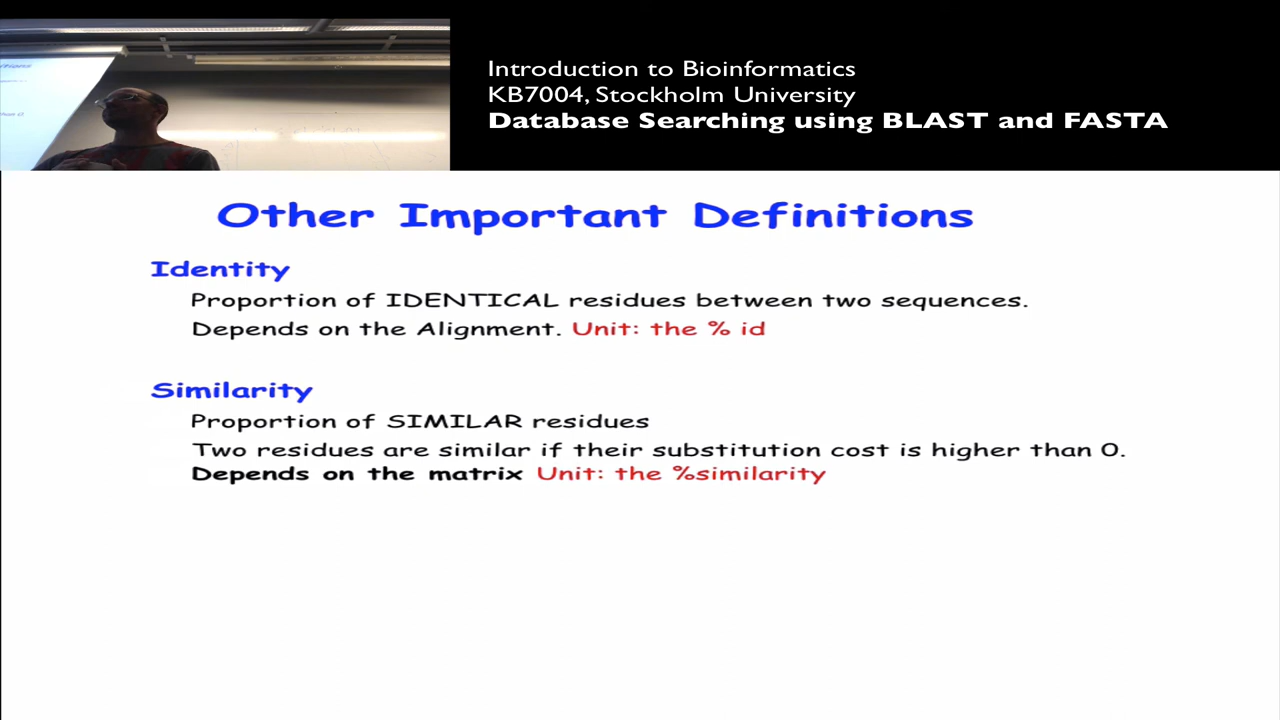 Introduction to Bioinformatics
KB7004, Stockholm University
Database Searching using BLAST and FASTA
Other Important Definitions
Identity
Proportion of IDENTICAL residues between two sequences.
Depends on the Alignment. Unit: the % id
Similarity
Proportion of SIMILAR residues
Two residues are similar if their substitution cost is higher than 0.
Depends on the matrix Unit: the %similarity